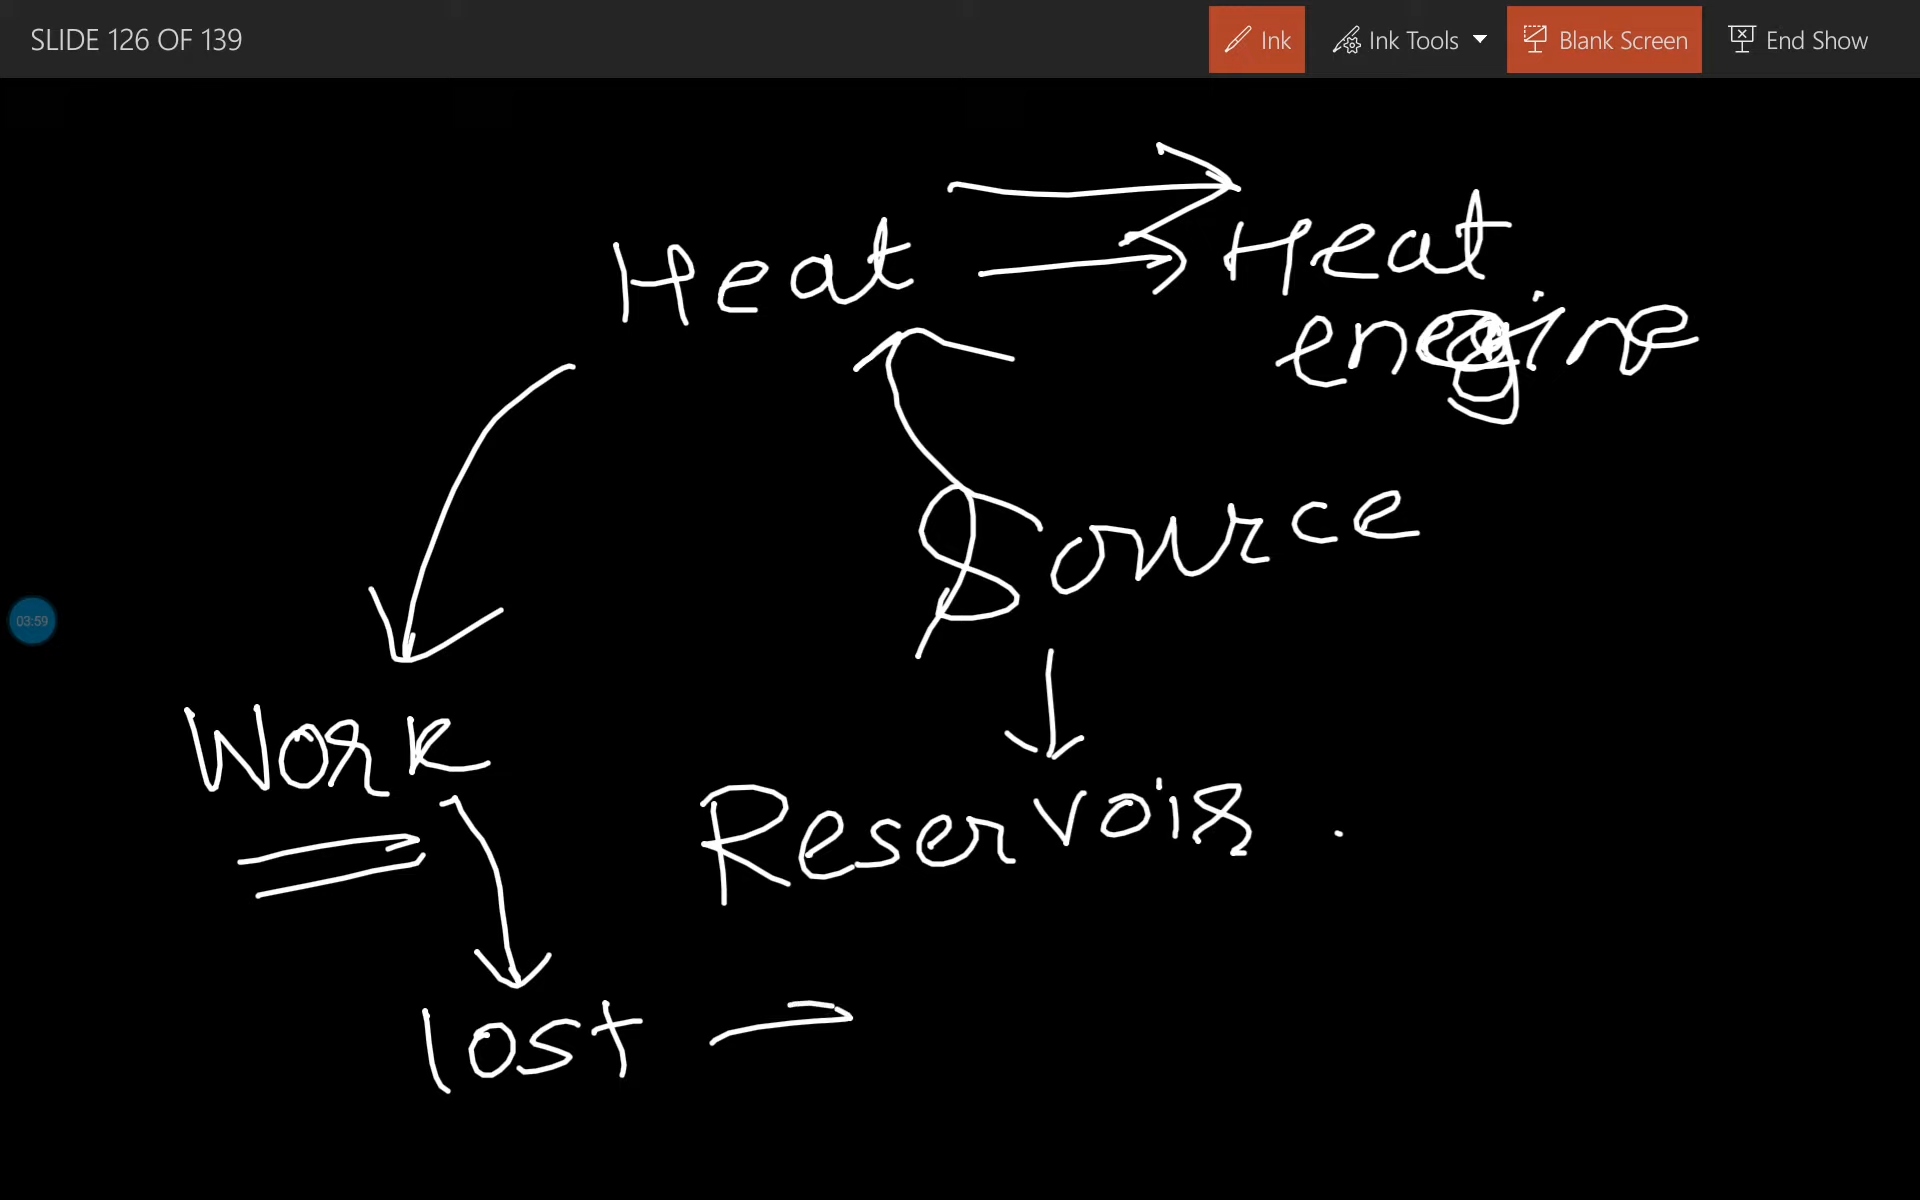 SLIDE 126 OF 139 Ink Ink Tools Blank Screen End Show
Heat
Heat
engine
Source
03:59
Work
Reservoir
lost